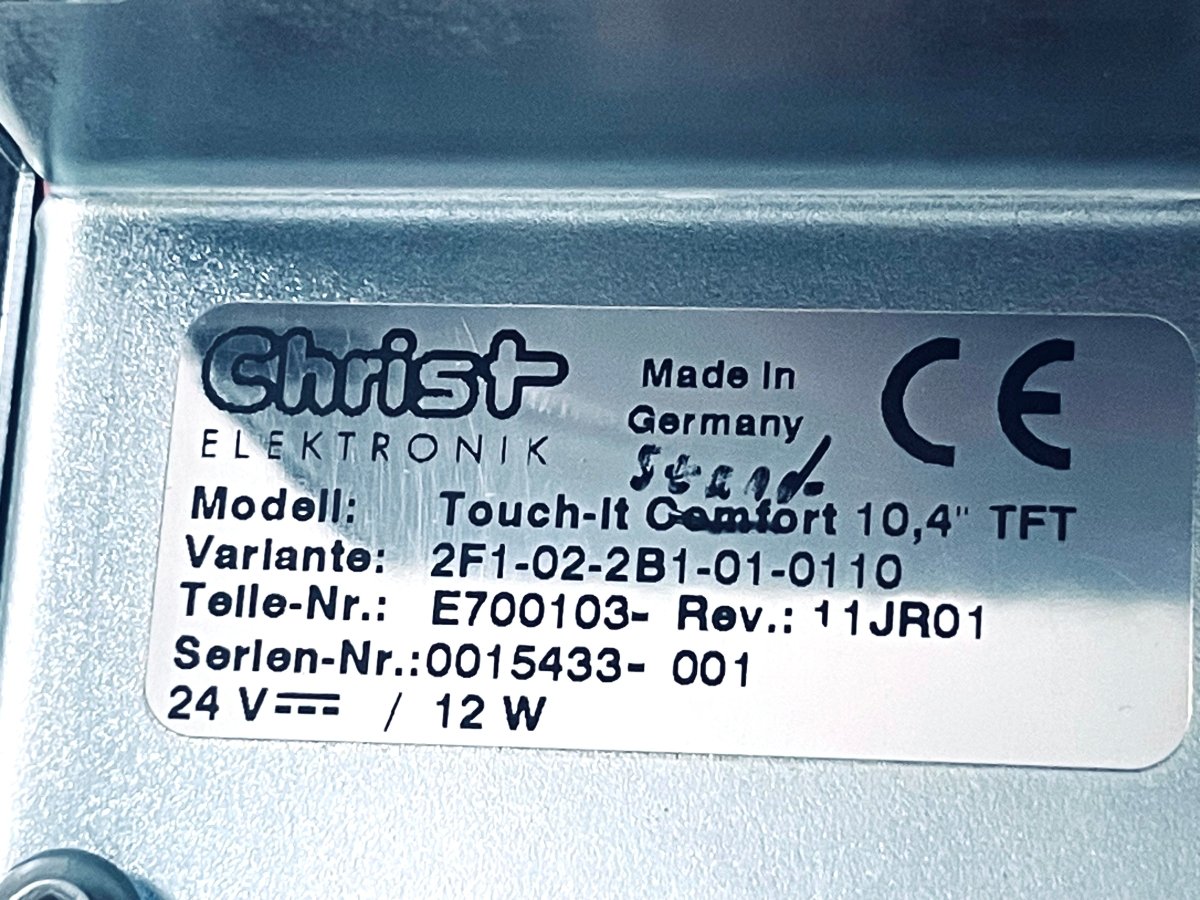 Christ
ELEKTRONIK
Made in
Germany
Stand
Modell: Touch-It Comfort 10,4" TFT
Variante: 2F1-02-2B1-01-0110
Teile-Nr.: E700103- Rev.: 11JR01
Serien-Nr.:0015433- 001
24 V / 12 W
CE